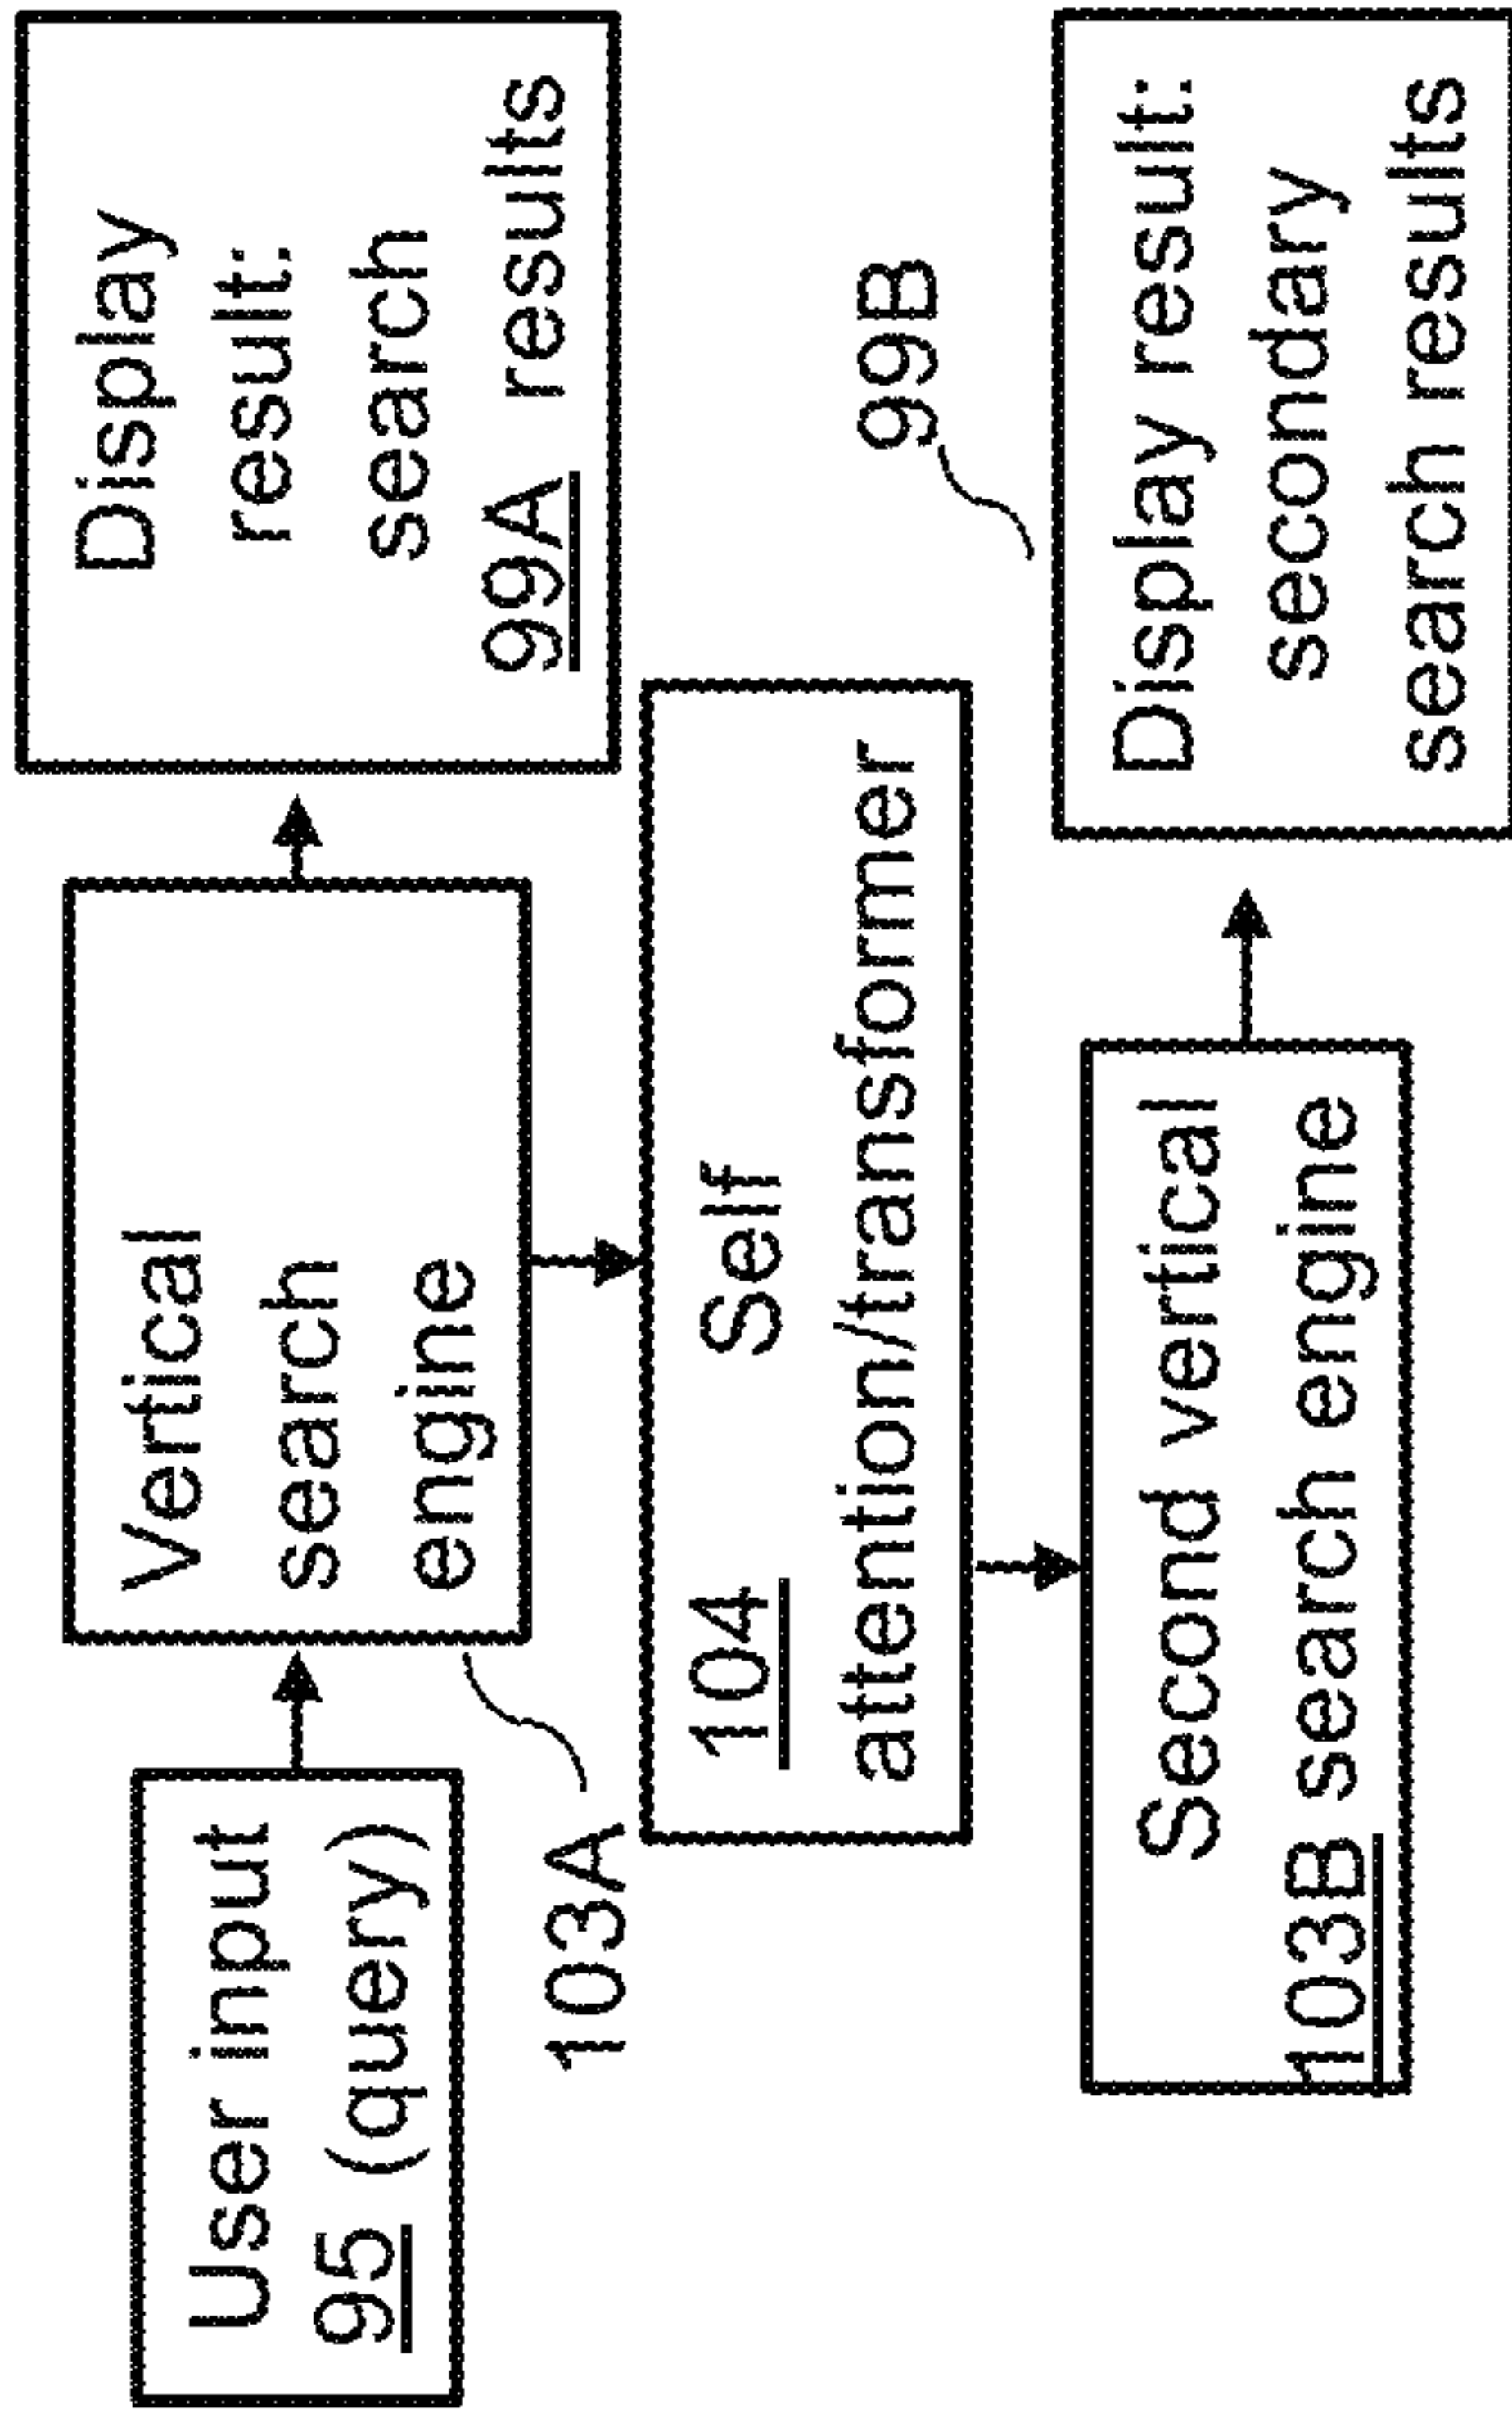 User input
95 (query)
103A
Vertical
search
engine
Display
result:
search
99A results
104 Self
attention/transformer
Second vertical
103B search engine
99B
Display result:
secondary
search results